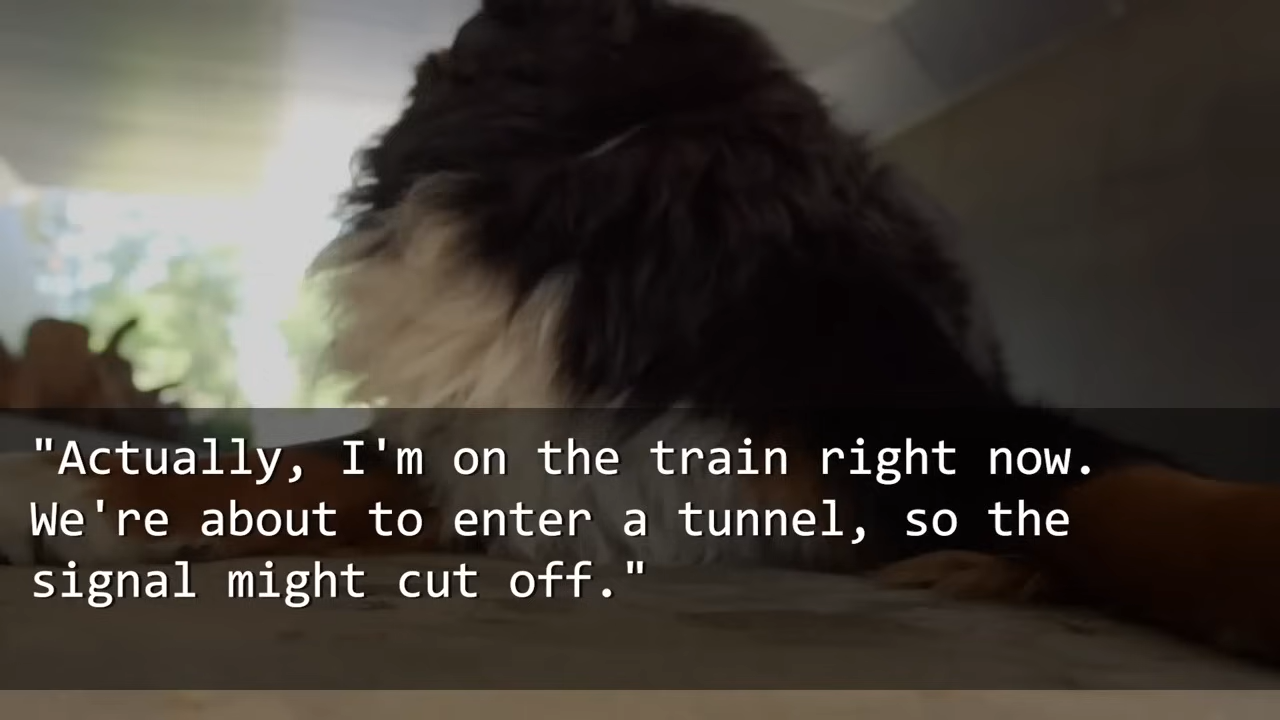 "Actually, I'm on the train right now.
We're about to enter a tunnel, so the
signal might cut off."